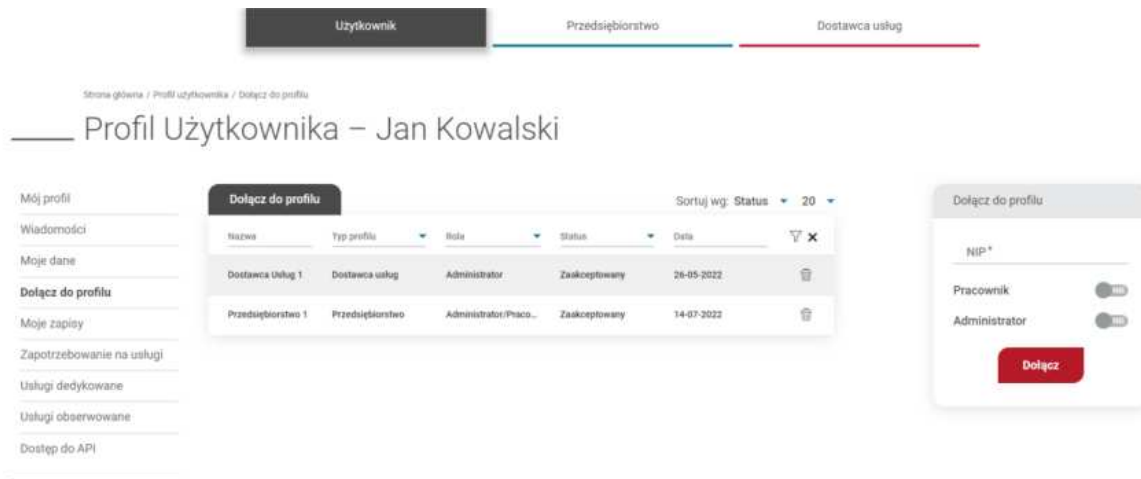 Użytkownik Przedsiębiorstwo Dostawca usług
Strona główna / Profil użytkownika / Dołącz do profilu
Profil Użytkownika – Jan Kowalski
Mój profil
Wiadomości
Moje dane
Dołącz do profilu
Moje zapisy
Zapotrzebowanie na usługi
Usługi dedykowane
Usługi obserwowane
Dostęp do API
Dołącz do profilu Sortuj wg: Status 20
Nazwa Typ profilu Rola Status Data
Dostawca Usług 1 Dostawca usług Administrator Zaakceptowany 26-05-2022
Przedsiębiorstwo 1 Przedsiębiorstwo Administrator/Praco... Zaakceptowany 14-07-2022
Dołącz do profilu
NIP*
Pracownik
Administrator
Dołącz